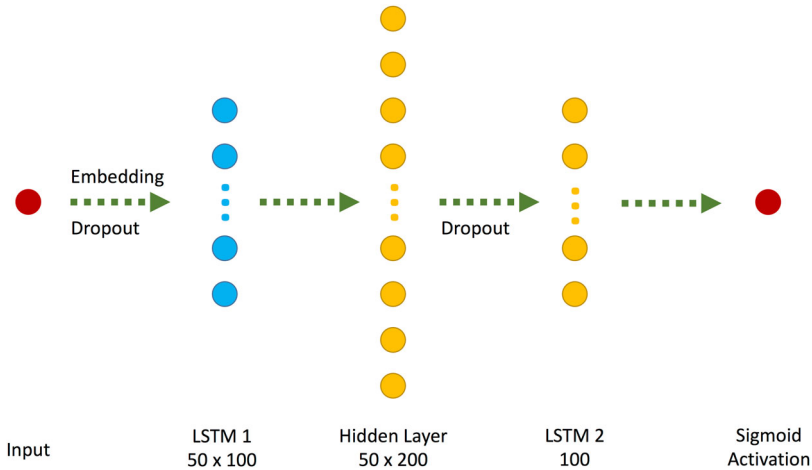 Embedding
Dropout
Dropout
Input
LSTM 1
50 x 100
Hidden Layer
50 x 200
LSTM 2
100
Sigmoid
Activation